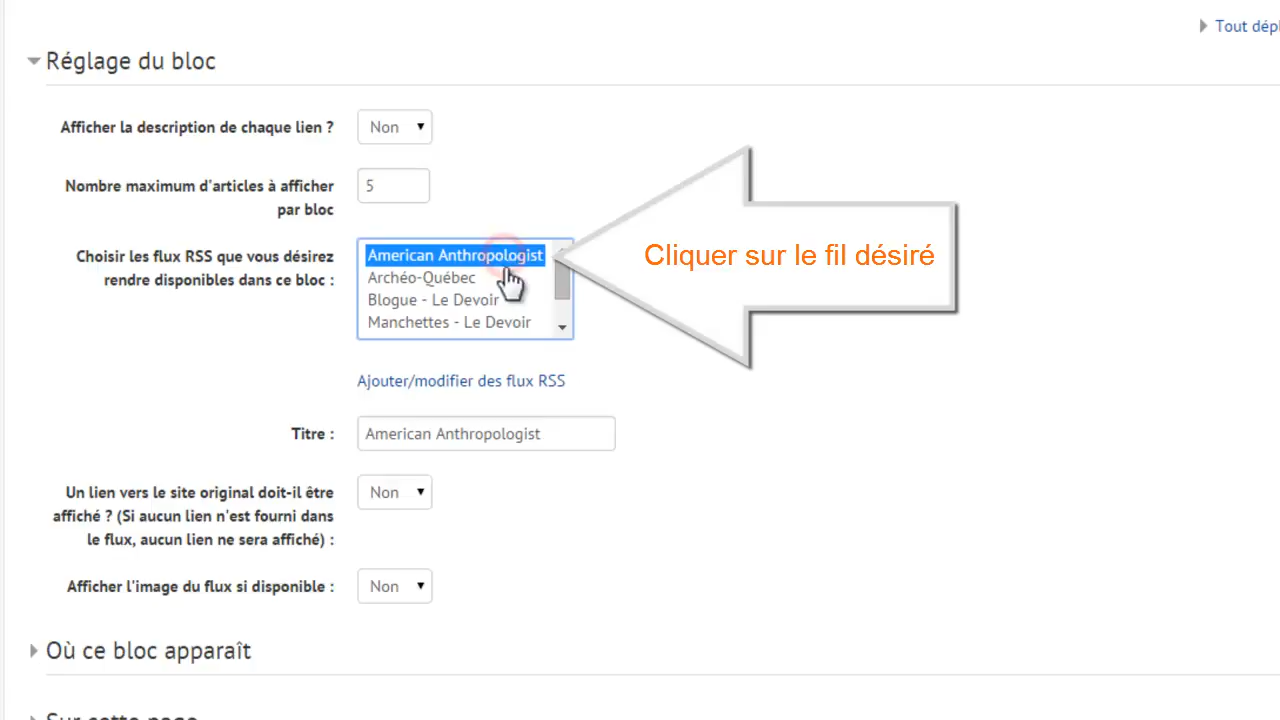 Tout dépl
Réglage du bloc
Afficher la description de chaque lien ?
Non
Nombre maximum d'articles à afficher
par bloc
5
Choisir les flux RSS que vous désirez
rendre disponibles dans ce bloc :
American Anthropologist
Archéo-Québec
Blogue - Le Devoir
Manchettes - Le Devoir
Cliquer sur le fil désiré
Ajouter/modifier des flux RSS
Titre :
American Anthropologist
Un lien vers le site original doit-il être
affiché ? (Si aucun lien n'est fourni dans
le flux, aucun lien ne sera affiché) :
Non
Afficher l'image du flux si disponible :
Non
Où ce bloc apparaît
Sur cette page